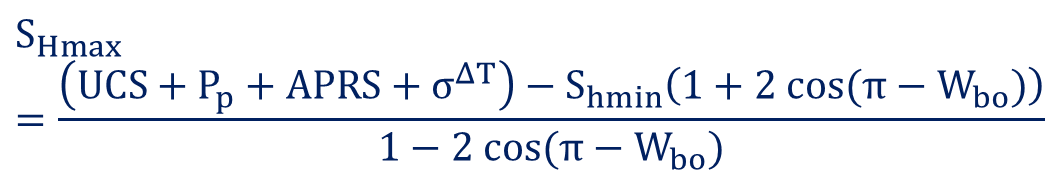 S_Hmax
= (UCS + P_p + APRS + σ^ΔT) − S_hmin(1 + 2 cos(π − W_bo))
1 − 2 cos(π − W_bo)